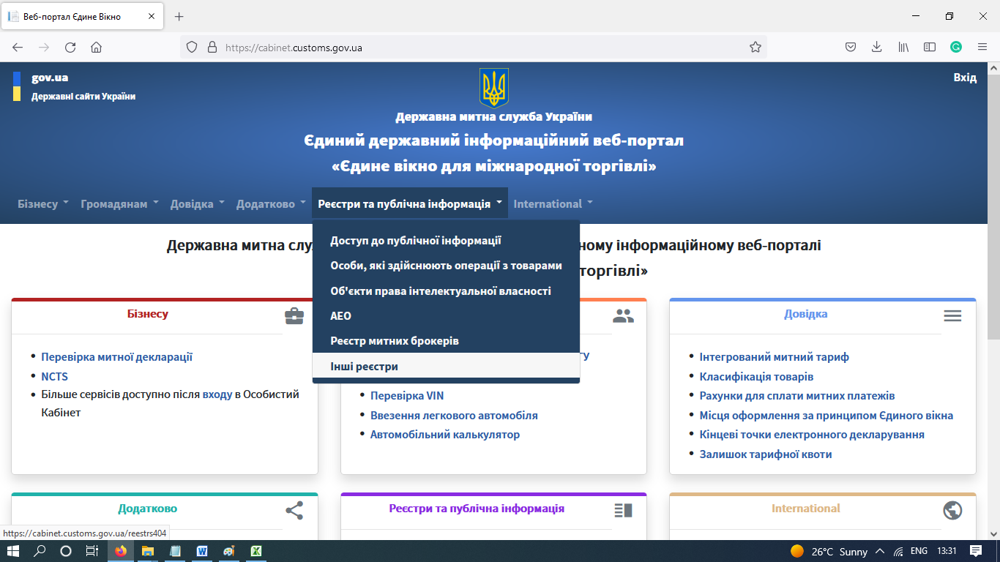 Веб-портал Єдине Вікно
https://cabinet.customs.gov.ua
gov.ua
Державні сайти України
Вхід
Державна митна служба України
Єдиний державний інформаційний веб-портал
«Єдине вікно для міжнародної торгівлі»
Бізнесу
Громадянам
Довідка
Додатково
Реєстри та публічна інформація
International
Доступ до публічної інформації
Особи, які здійснюють операції з товарами
Об'єкти права інтелектуальної власності
АЕО
Реєстр митних брокерів
Інші реєстри
Державна митна
ному інформаційному веб-порталі
торгівлі»
Бізнесу
Перевірка митної декларації
NCTS
Більше сервісів доступно після входу в Особистий
Кабінет
Перевірка VIN
Ввезення легкового автомобіля
Автомобільний калькулятор
Довідка
Інтегрований митний тариф
Класифікація товарів
Рахунки для сплати митних платежів
Місця оформлення за принципом Єдиного вікна
Кінцеві точки електронного декларування
Залишок тарифної квоти
Додатково
Реєстри та публічна інформація
International
https://cabinet.customs.gov.ua/reestrs404
26°C Sunny
ENG
13:31